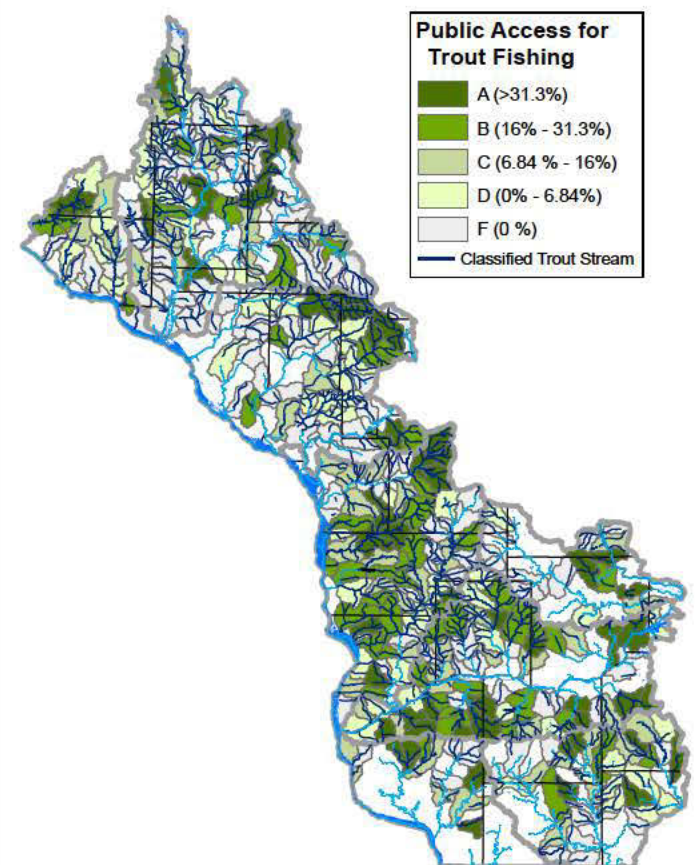 Public Access for
Trout Fishing
A (>31.3%)
B (16% - 31.3%)
C (6.84 % - 16%)
D (0% - 6.84%)
F (0 %)
Classified Trout Stream